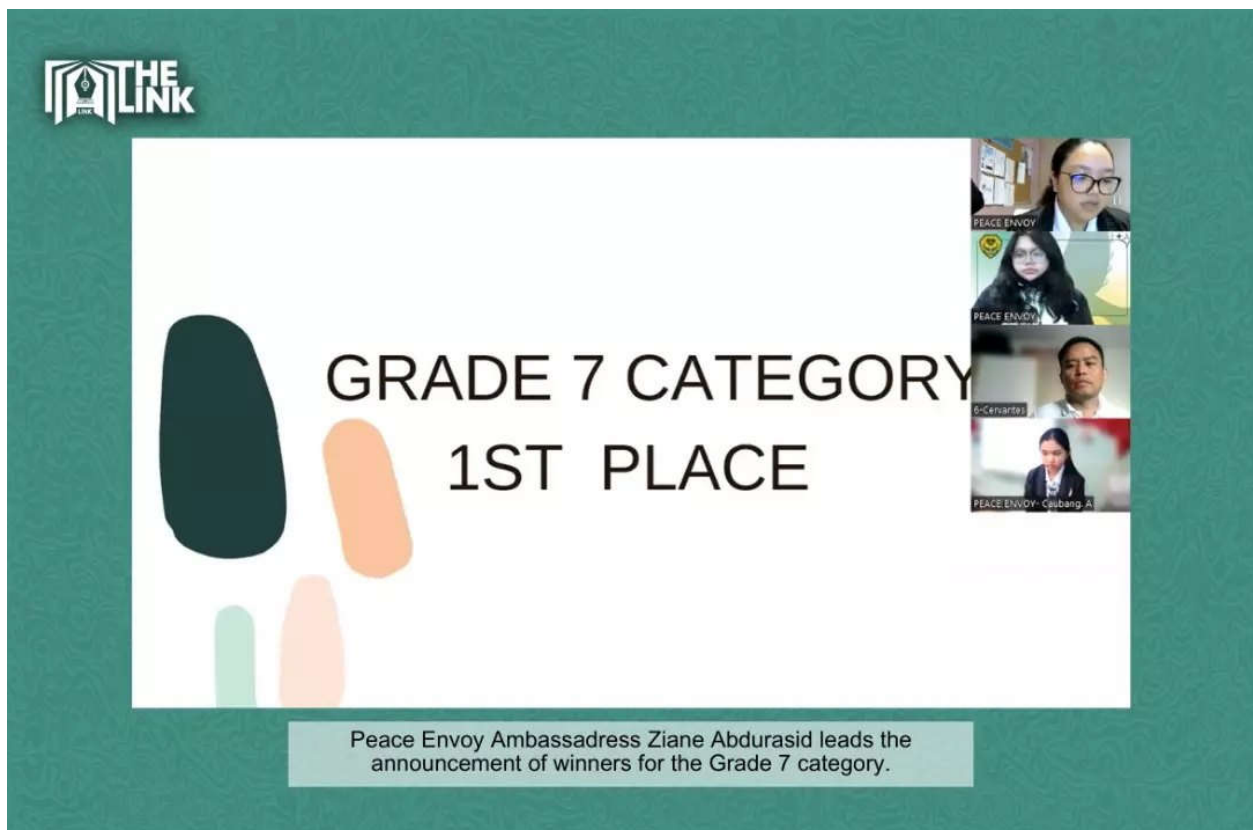 THE
LINK
LINK
GRADE 7 CATEGORY
1ST PLACE
PEACE ENVOY
PEACE ENVOY
6-Cervantes
PEACE ENVOY- Caubang, A
Peace Envoy Ambassadress Ziane Abdurasid leads the
announcement of winners for the Grade 7 category.